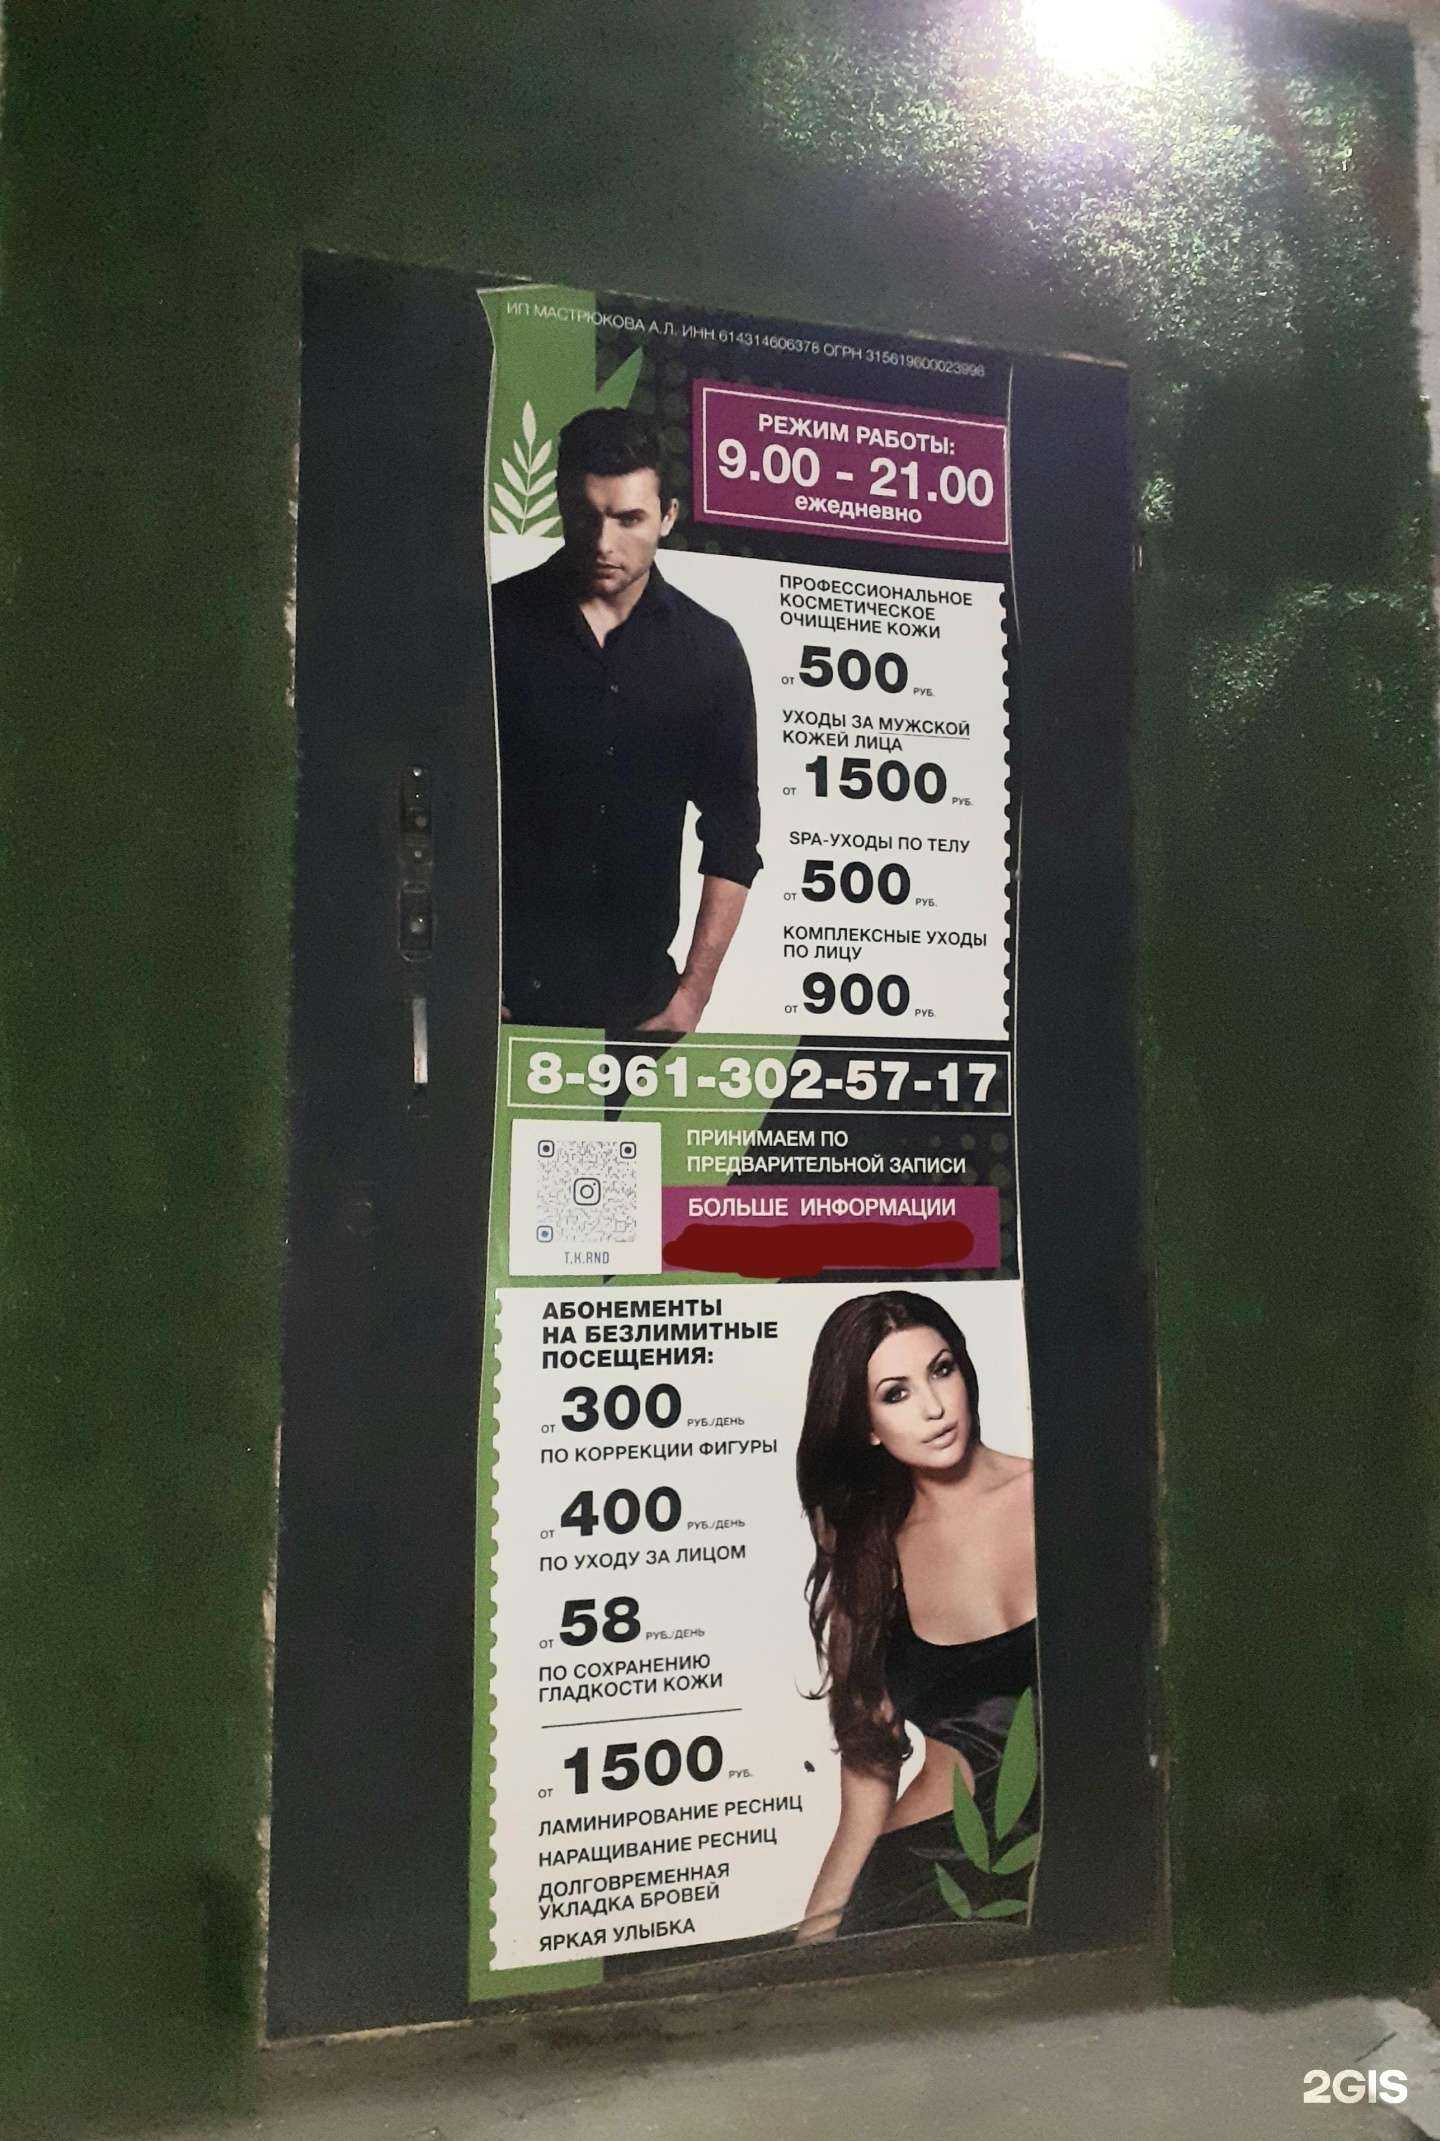 ИП МАСТРЮКОВА А.Л. ИНН 614314606378 ОГРН 315619600023998
РЕЖИМ РАБОТЫ:
9.00 - 21.00
ежедневно
ПРОФЕССИОНАЛЬНОЕ
КОСМЕТИЧЕСКОЕ
ОЧИЩЕНИЕ КОЖИ
от 500 РУБ.
УХОДЫ ЗА МУЖСКОЙ
КОЖЕЙ ЛИЦА
от 1500 РУБ.
SPA-УХОДЫ ПО ТЕЛУ
от 500 РУБ.
КОМПЛЕКСНЫЕ УХОДЫ
ПО ЛИЦУ
от 900 РУБ.
8-961-302-57-17
ПРИНИМАЕМ ПО
ПРЕДВАРИТЕЛЬНОЙ ЗАПИСИ
БОЛЬШЕ ИНФОРМАЦИИ
T.K.RND
АБОНЕМЕНТЫ
НА БЕЗЛИМИТНЫЕ
ПОСЕЩЕНИЯ:
от 300 РУБ./ДЕНЬ
ПО КОРРЕКЦИИ ФИГУРЫ
от 400 РУБ./ДЕНЬ
ПО УХОДУ ЗА ЛИЦОМ
от 58 РУБ./ДЕНЬ
ПО СОХРАНЕНИЮ
ГЛАДКОСТИ КОЖИ
от 1500 РУБ.
ЛАМИНИРОВАНИЕ РЕСНИЦ
НАРАЩИВАНИЕ РЕСНИЦ
ДОЛГОВРЕМЕННАЯ
УКЛАДКА БРОВЕЙ
ЯРКАЯ УЛЫБКА
2GIS